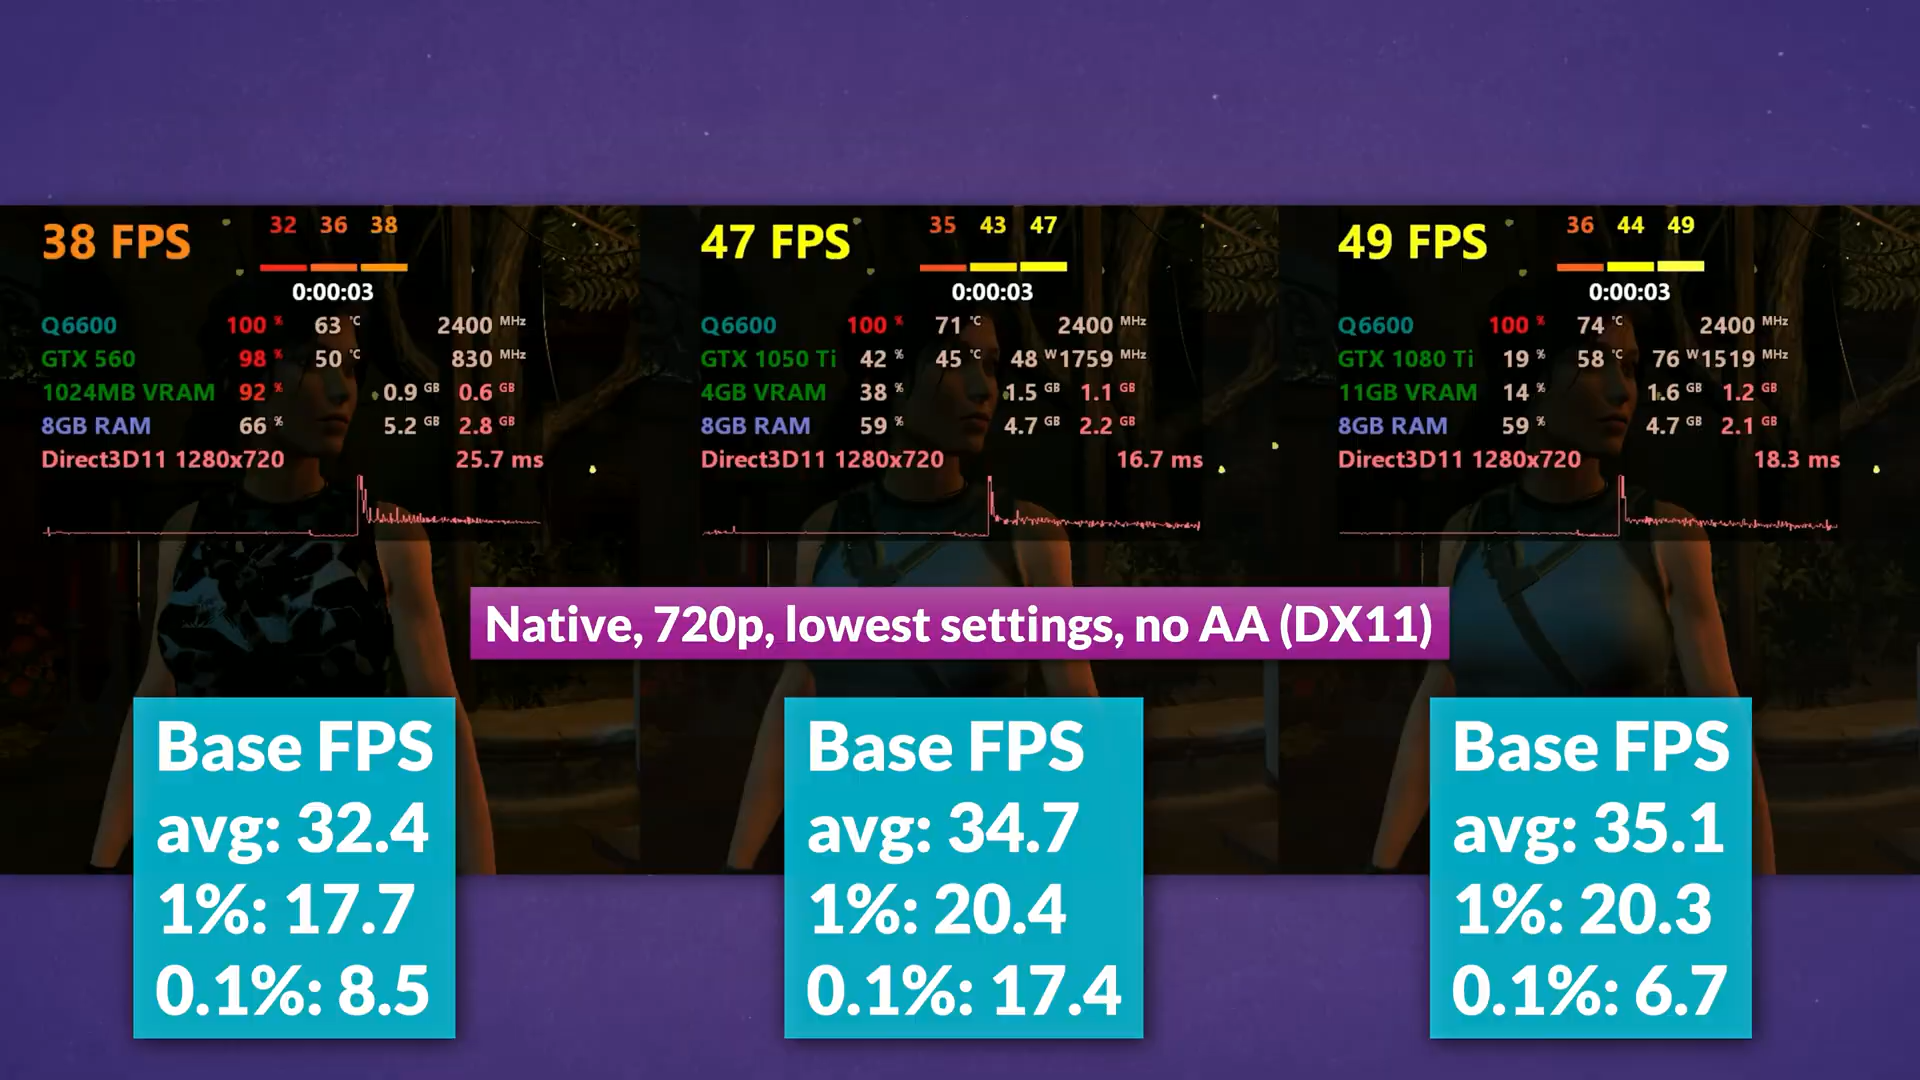 38 FPS 32 36 38
0:00:03
Q6600 100 % 63 °C 2400 MHz
GTX 560 98 % 50 °C 830 MHz
1024MB VRAM 92 % 0.9 GB 0.6 GB
8GB RAM 66 % 5.2 GB 2.8 GB
Direct3D11 1280x720 25.7 ms
47 FPS 35 43 47
0:00:03
Q6600 100 % 71 °C 2400 MHz
GTX 1050 Ti 42 % 45 °C 48 W 1759 MHz
4GB VRAM 38 % 1.5 GB 1.1 GB
8GB RAM 59 % 4.7 GB 2.2 GB
Direct3D11 1280x720 16.7 ms
49 FPS 36 44 49
0:00:03
Q6600 100 % 74 °C 2400 MHz
GTX 1080 Ti 19 % 58 °C 76 W 1519 MHz
11GB VRAM 14 % 1.6 GB 1.2 GB
8GB RAM 59 % 4.7 GB 2.1 GB
Direct3D11 1280x720 18.3 ms
Native, 720p, lowest settings, no AA (DX11)
Base FPS
avg: 32.4
1%: 17.7
0.1%: 8.5
Base FPS
avg: 34.7
1%: 20.4
0.1%: 17.4
Base FPS
avg: 35.1
1%: 20.3
0.1%: 6.7